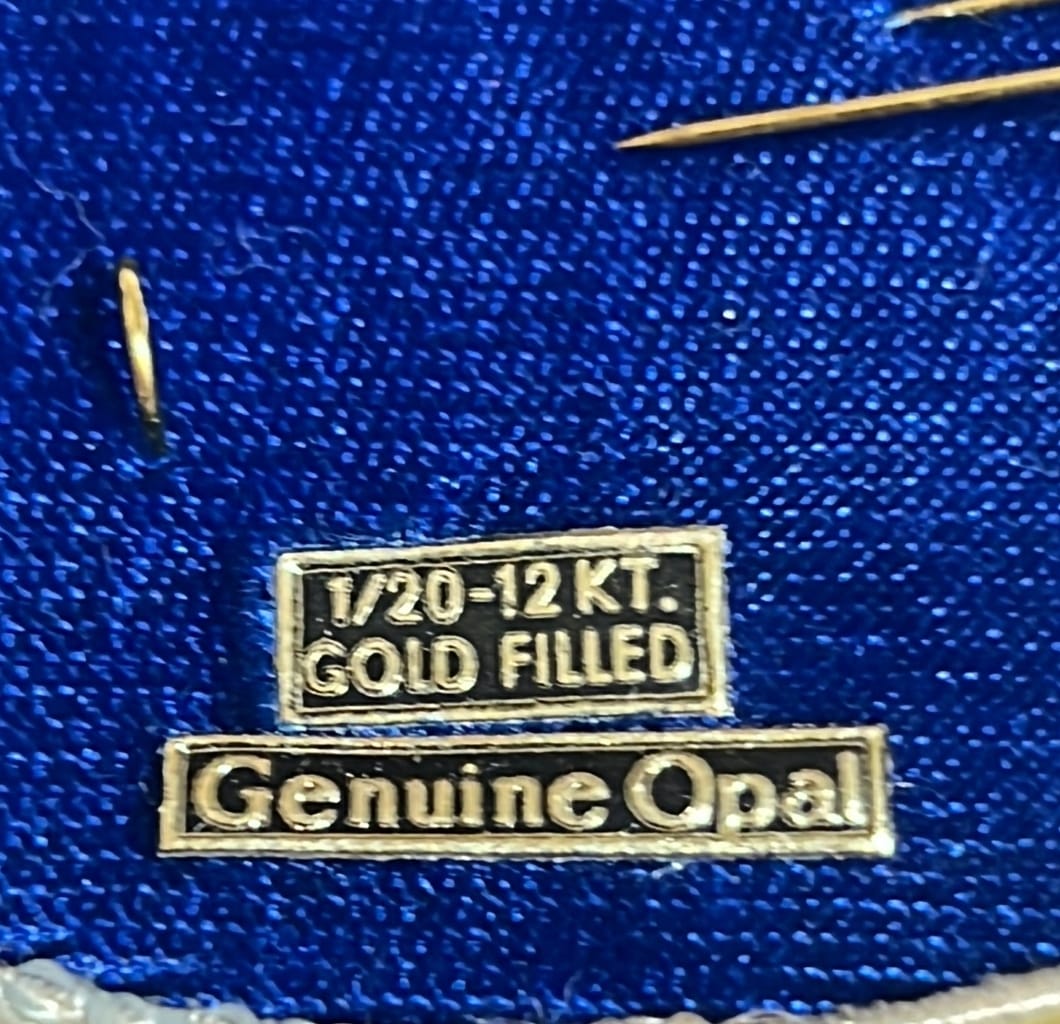 1/20-12 KT.
GOLD FILLED
Genuine Opal